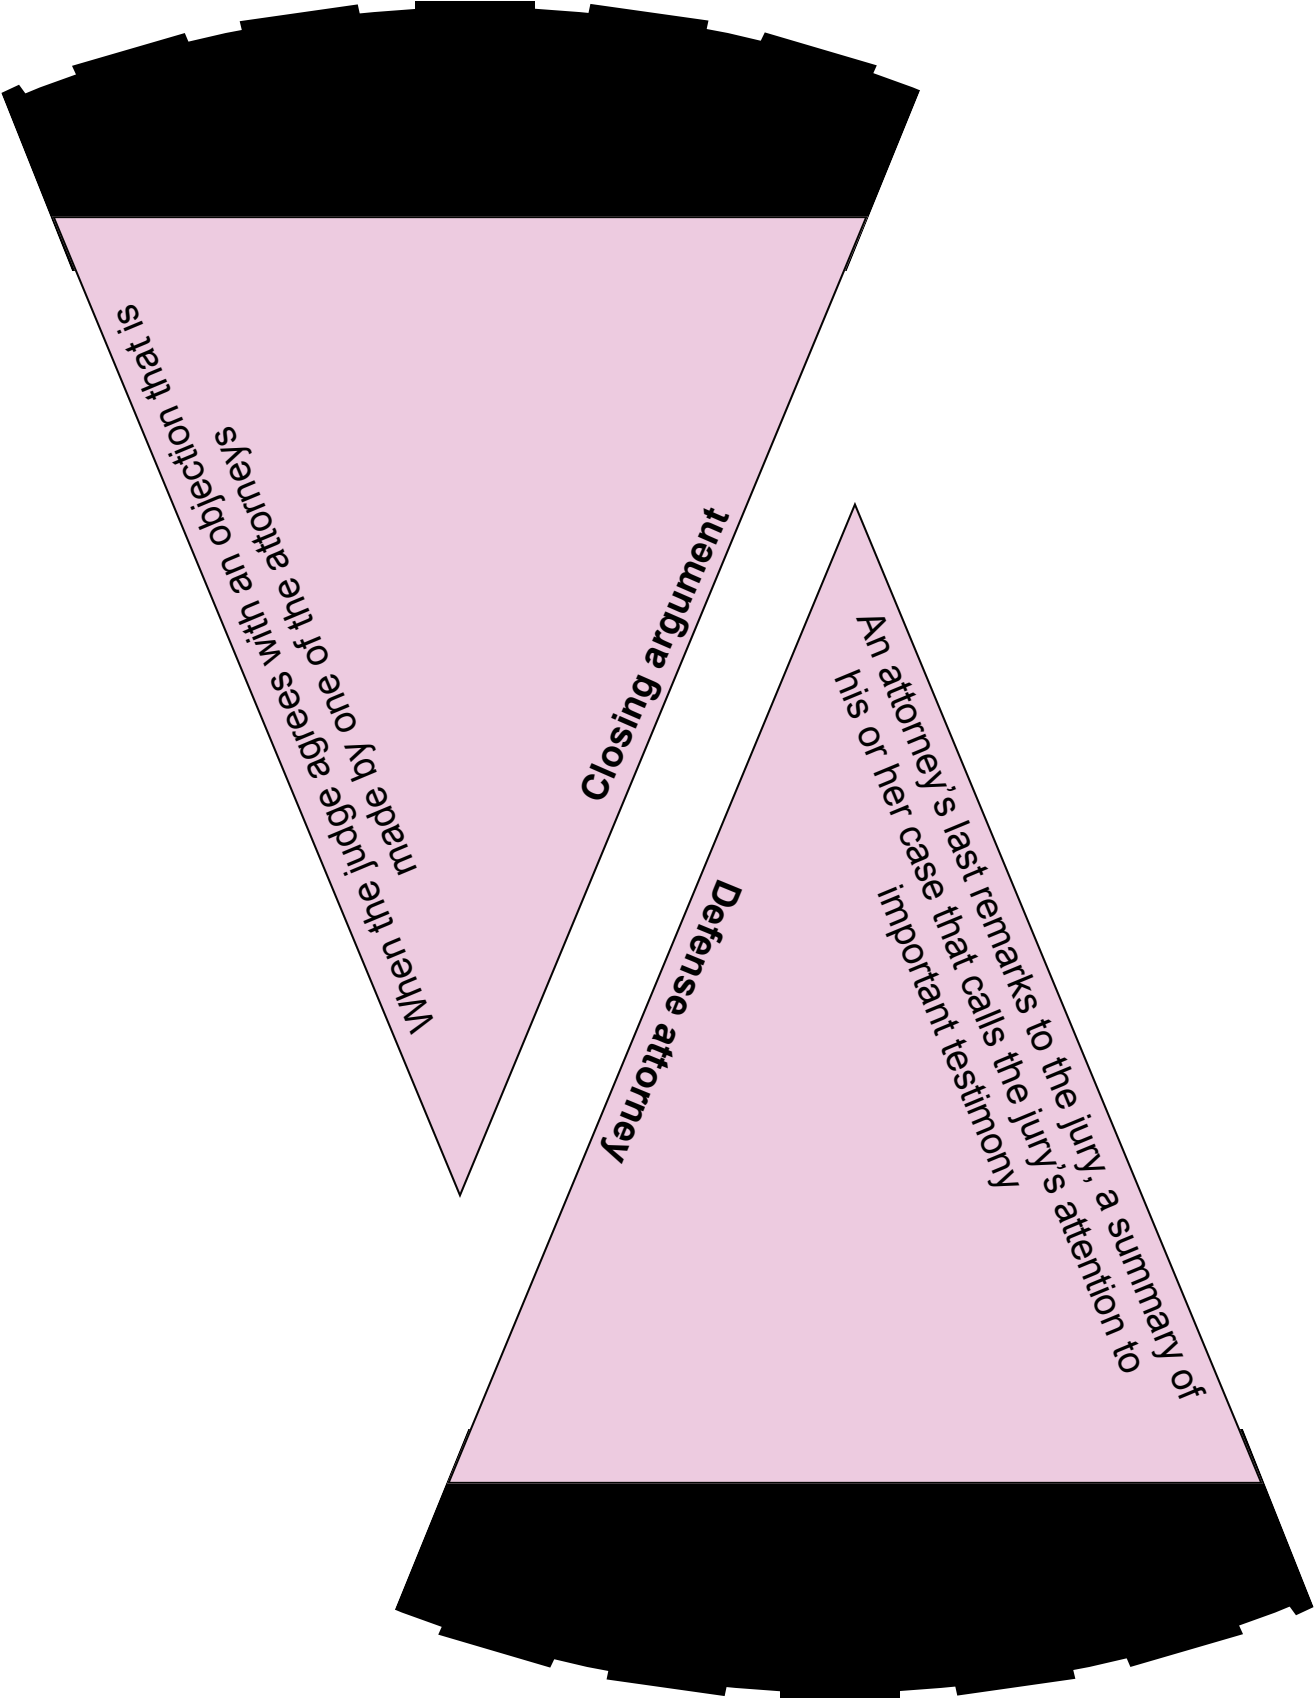 When the judge agrees with an objection that is
made by one of the attorneys
Closing argument
An attorney’s last remarks to the jury, a summary of
his or her case that calls the jury’s attention to
important testimony
Defense attorney